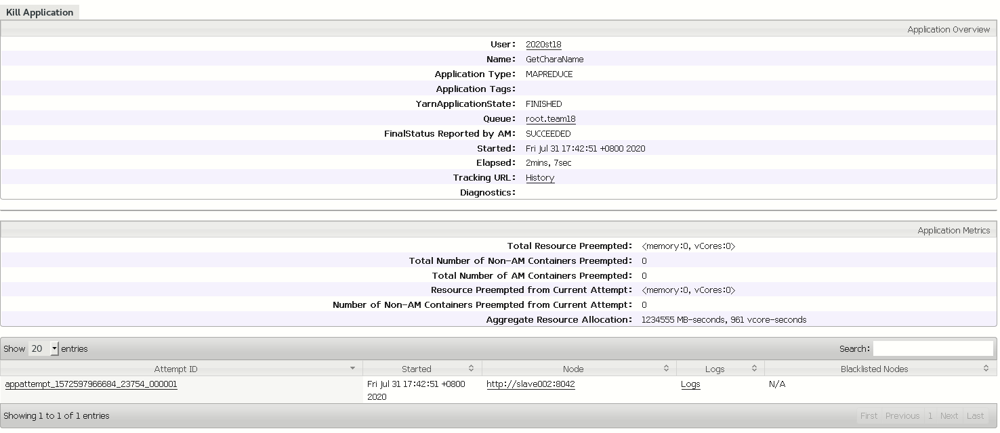 Kill Application
Application Overview
User: 2020st18
Name: GetCharaName
Application Type: MAPREDUCE
Application Tags:
YarnApplicationState: FINISHED
Queue: root.team18
FinalStatus Reported by AM: SUCCEEDED
Started: Fri Jul 31 17:42:51 +0800 2020
Elapsed: 2mins, 7sec
Tracking URL: History
Diagnostics:
Application Metrics
Total Resource Preempted: <memory:0, vCores:0>
Total Number of Non-AM Containers Preempted: 0
Total Number of AM Containers Preempted: 0
Resource Preempted from Current Attempt: <memory:0, vCores:0>
Number of Non-AM Containers Preempted from Current Attempt: 0
Aggregate Resource Allocation: 1234555 MB-seconds, 961 vcore-seconds
Show 20 entries Search:
Attempt ID Started Node Logs Blacklisted Nodes
appattempt_1572597966684_23754_000001 Fri Jul 31 17:42:51 +0800 http://slave002:8042 Logs N/A
2020
Showing 1 to 1 of 1 entries First Previous 1 Next Last